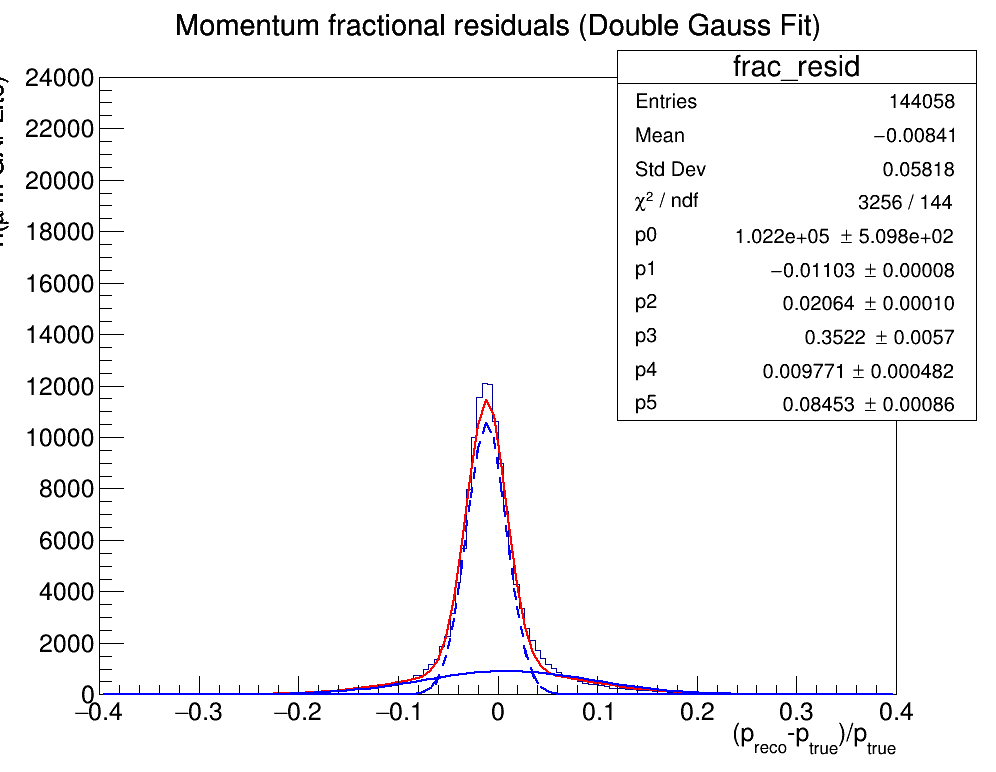 Momentum fractional residuals (Double Gauss Fit)
frac_resid
Entries 144058
Mean −0.00841
Std Dev 0.05818
χ² / ndf 3256 / 144
p0 1.022e+05 ± 5.098e+02
p1 −0.01103 ± 0.00008
p2 0.02064 ± 0.00010
p3 0.3522 ± 0.0057
p4 0.009771 ± 0.000482
p5 0.08453 ± 0.00086
24000
22000
20000
18000
16000
14000
12000
10000
8000
6000
4000
2000
0
−0.4 −0.3 −0.2 −0.1 0 0.1 0.2 0.3 0.4
(p_reco-p_true)/p_true